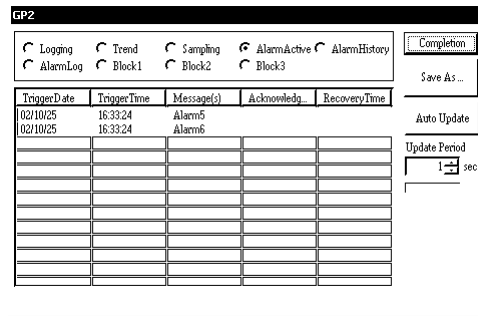 GP2
Logging Trend Sampling AlarmActive AlarmHistory Completion
AlarmLog Block1 Block2 Block3
Save As ...
TriggerDate TriggerTime Message(s) Acknowledg... RecoveryTime
02/10/25 16:33:24 Alarm5
02/10/25 16:33:24 Alarm6
Auto Update
Update Period
1 sec